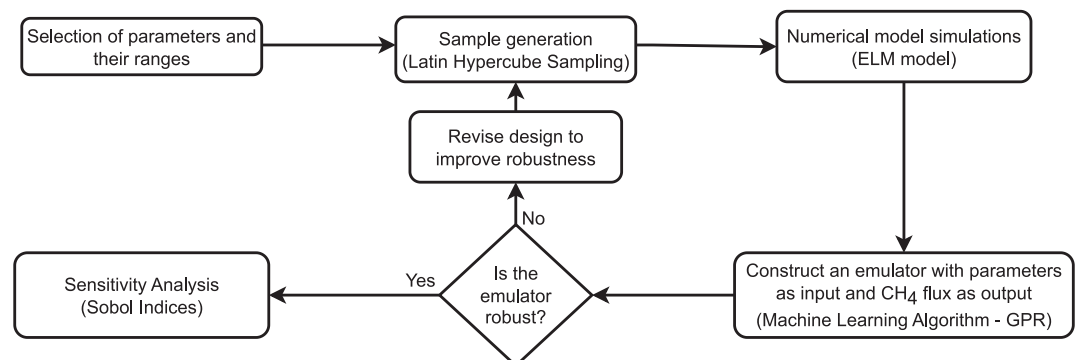 Selection of parameters and
their ranges
Sample generation
(Latin Hypercube Sampling)
Numerical model simulations
(ELM model)
Revise design to
improve robustness
No
Yes
Is the
emulator
robust?
Sensitivity Analysis
(Sobol Indices)
Construct an emulator with parameters
as input and CH4 flux as output
(Machine Learning Algorithm - GPR)